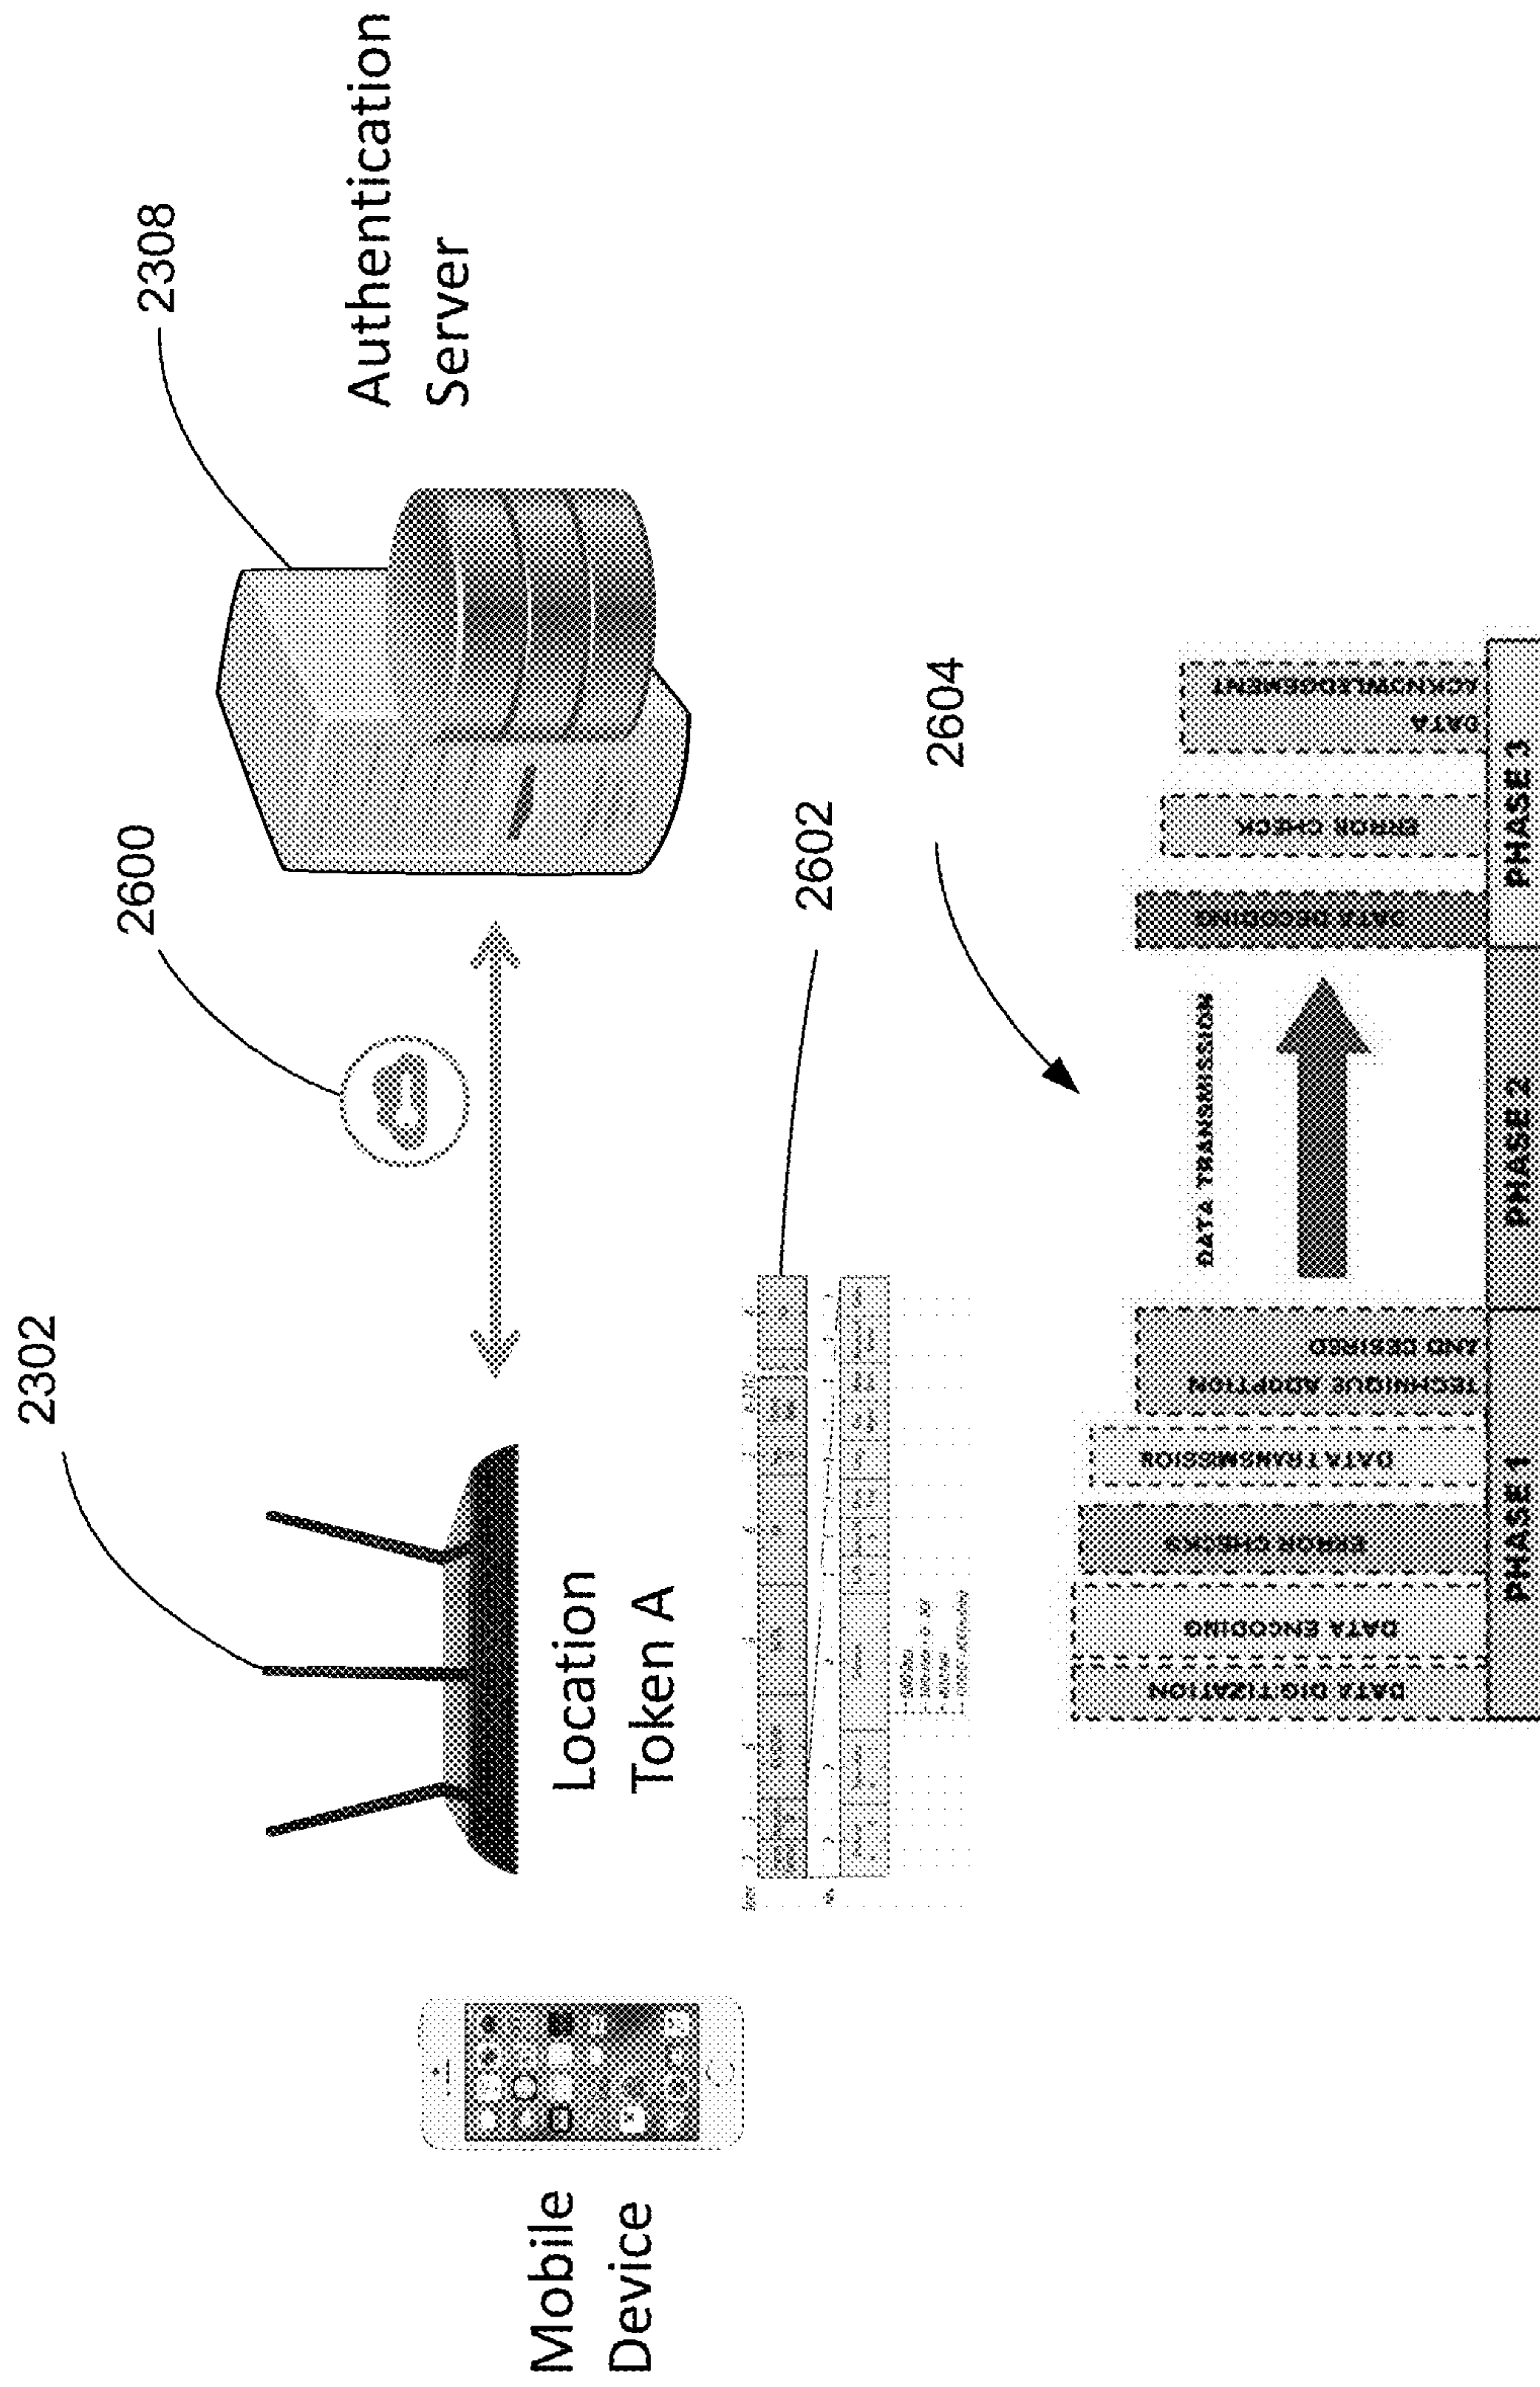 2302
2600
2308
Mobile
Device
Location
Token A
Authentication
Server
2602
2604
DATA DIGITIZATION
DATA ENCODING
ERROR CHECKS
DATA TRANSMISSION
TECHNIQUE ADOPTION
AND DESIRED
DATA TRANSMISSION
DATA DECODING
ERROR CHECK
DATA
ACKNOWLEDGEMENT
PHASE 1
PHASE 2
PHASE 3